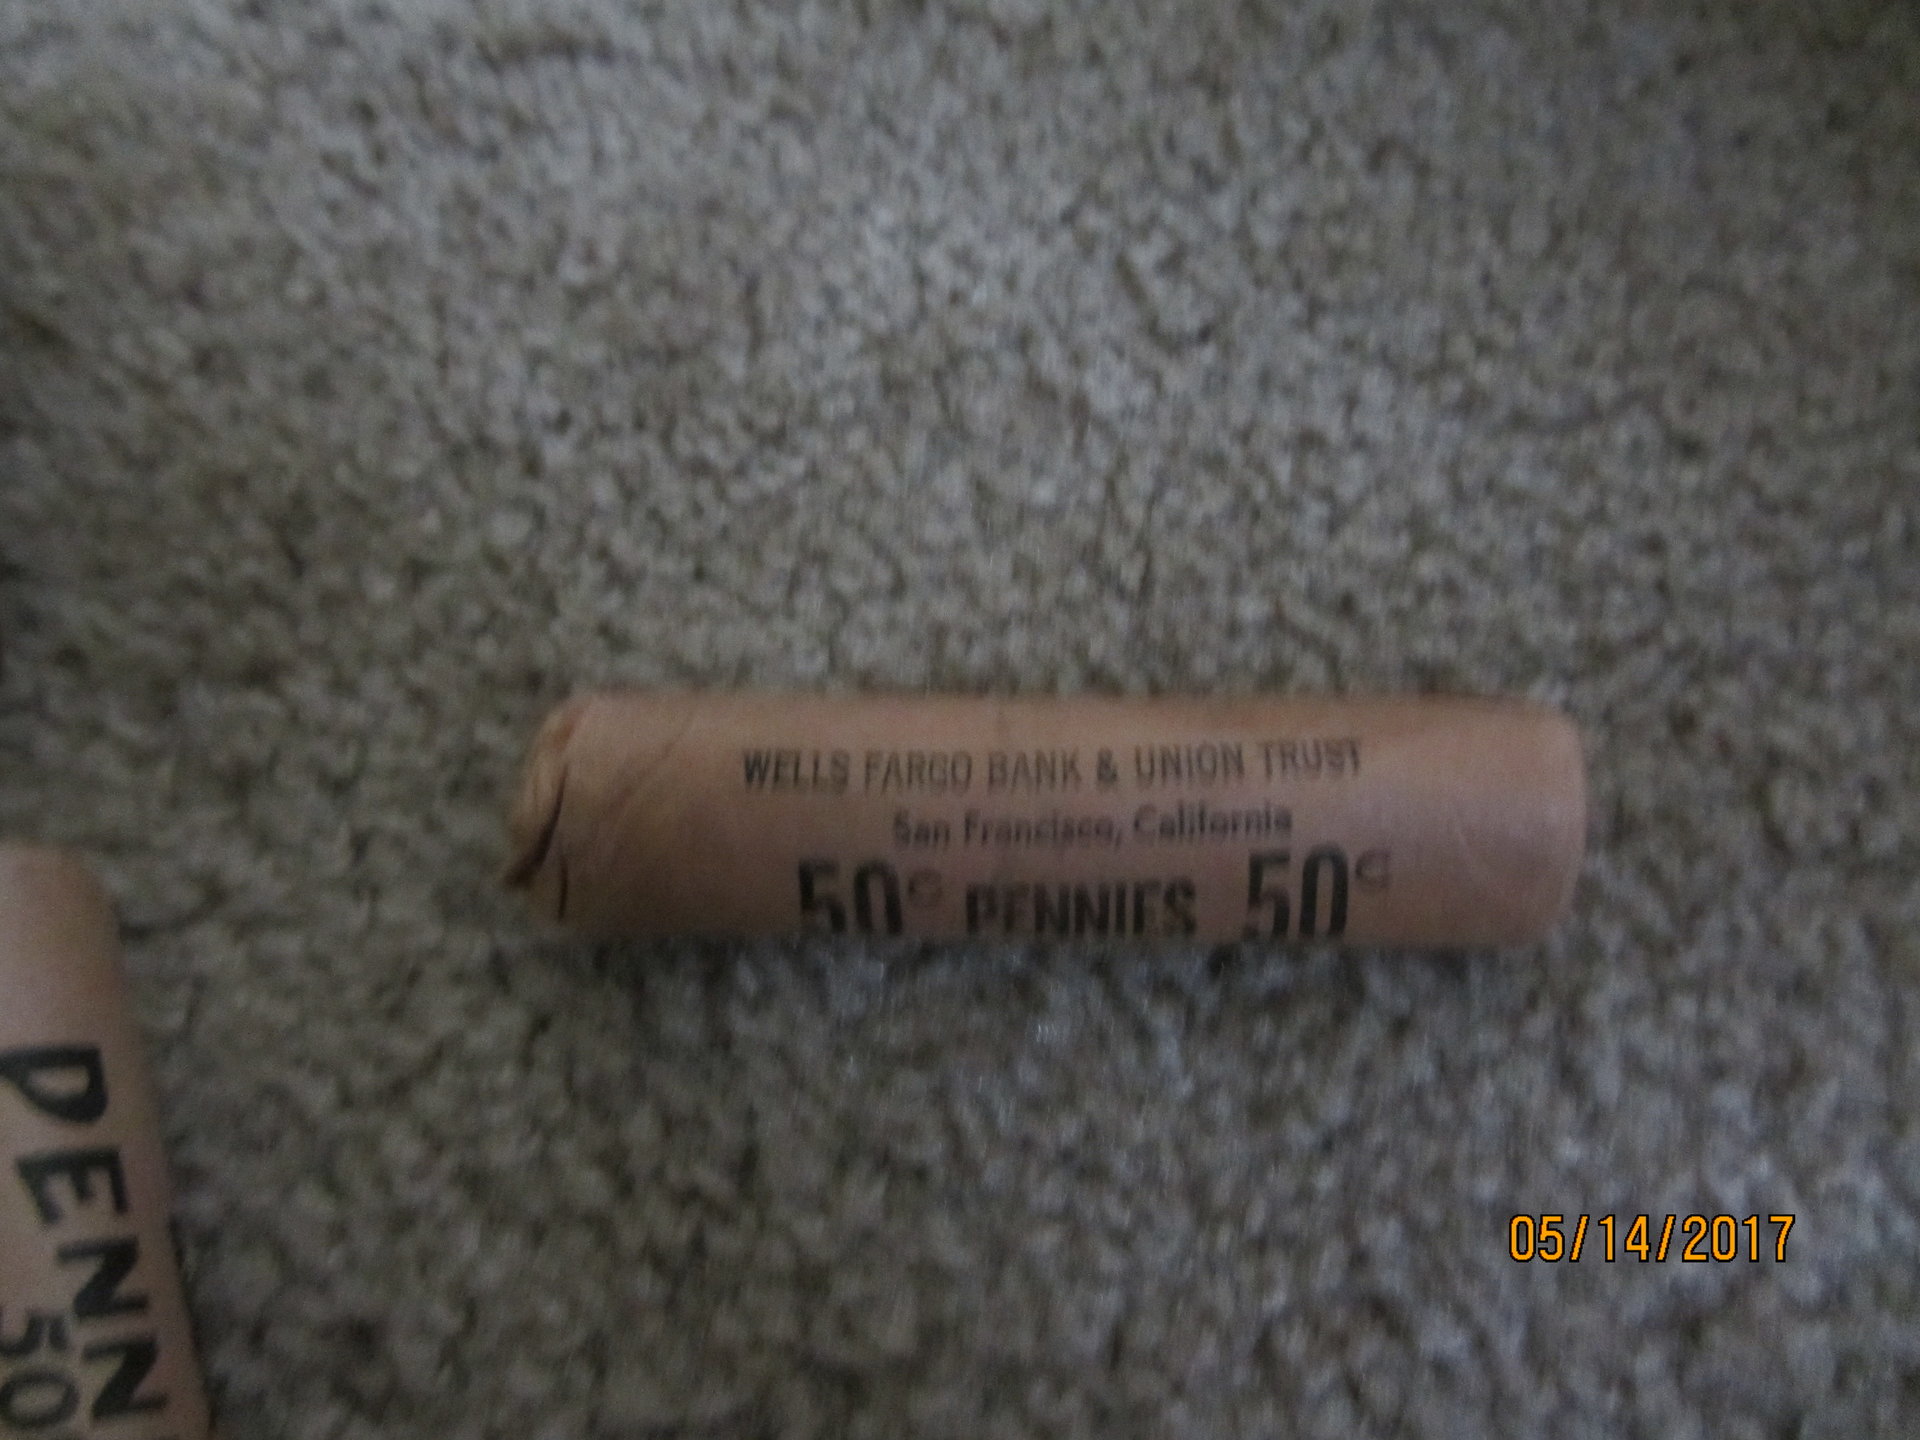 WELLS FARGO BANK & UNION TRUST
San Francisco, California
50¢ PENNIES 50¢
PENN
50
05/14/2017